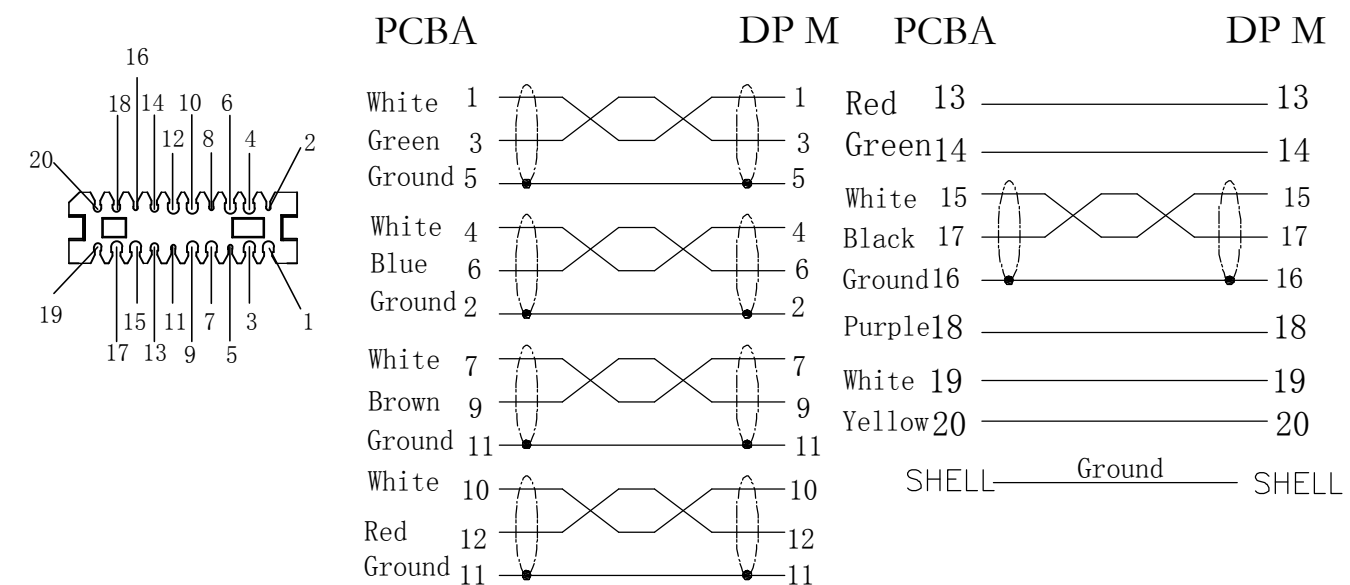 16
18 14 10 6
12 8 4 2
20
19
15 11 7 3 1
17 13 9 5
PCBA DP M
White 1 1
Green 3 3
Ground 5 5
White 4 4
Blue 6 6
Ground 2 2
White 7 7
Brown 9 9
Ground 11 11
White 10 10
Red 12 12
Ground 11 11
PCBA DP M
Red 13 13
Green 14 14
White 15 15
Black 17 17
Ground 16 16
Purple 18 18
White 19 19
Yellow 20 20
SHELL Ground SHELL